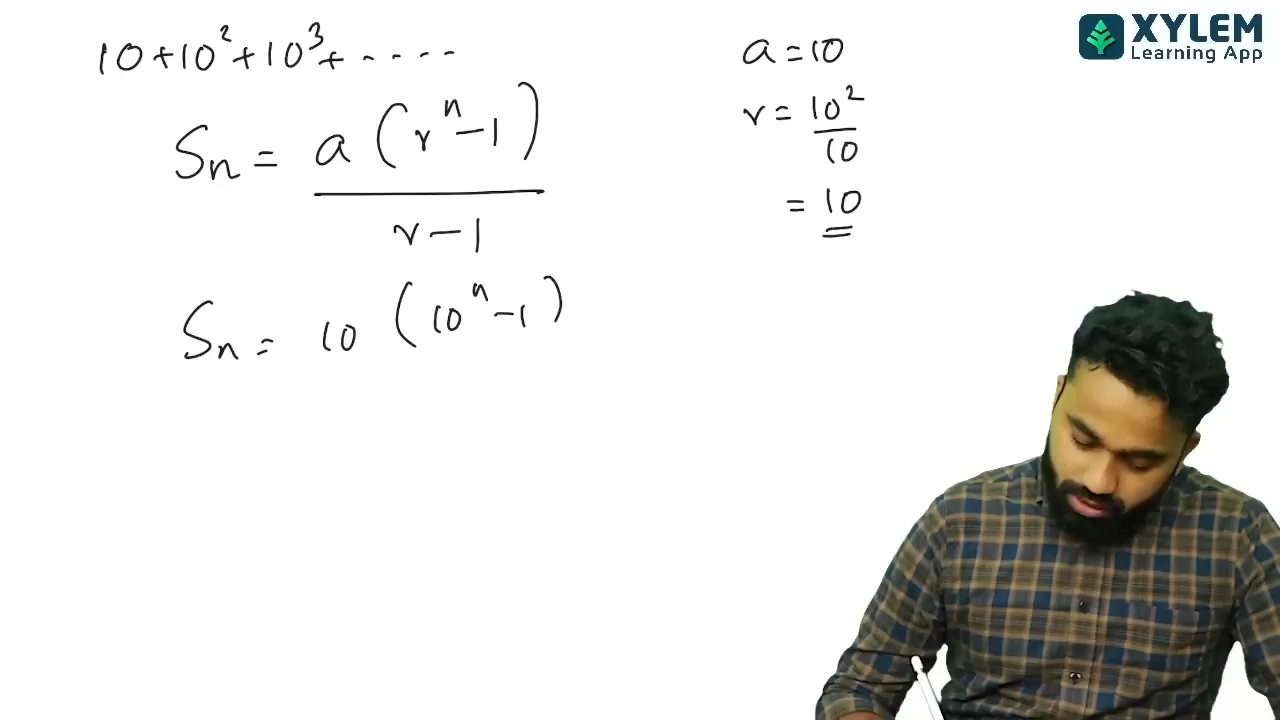 10+10²+10³+ - - - -
Sn = a (rⁿ-1)
r-1
Sn = 10 (10ⁿ-1)
a = 10
r = 10²
10
= 10
XYLEM
Learning App